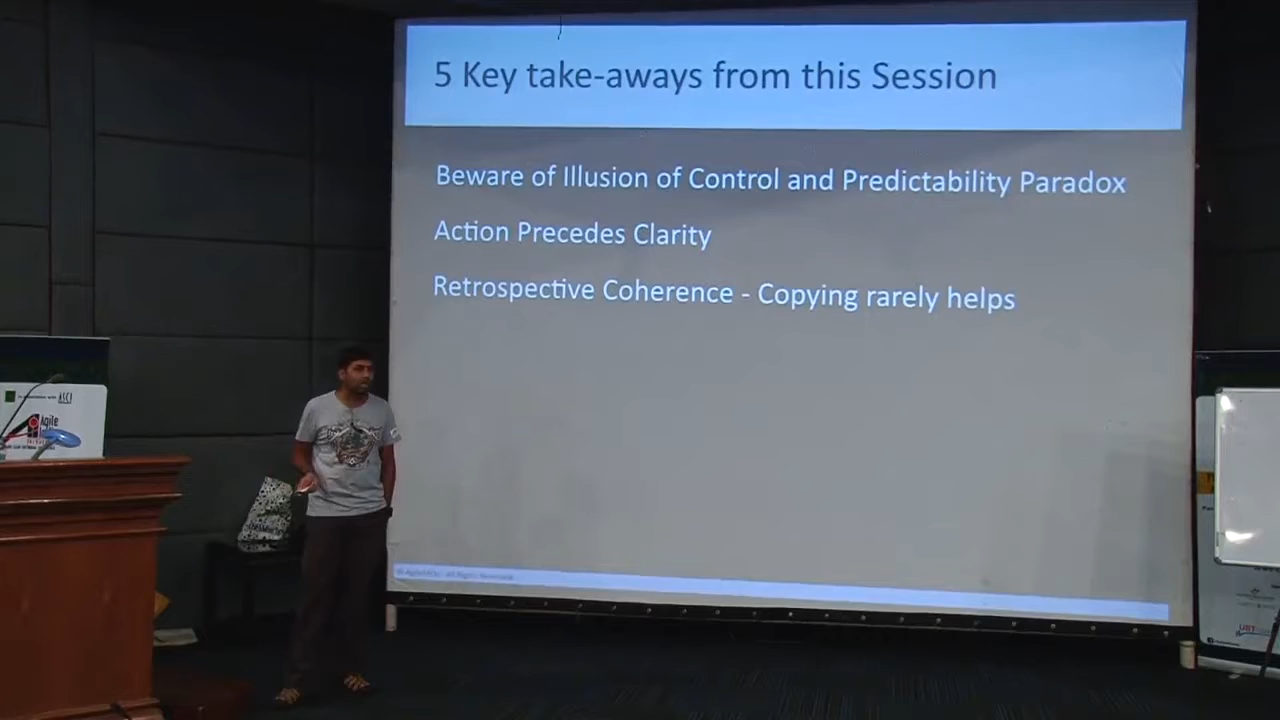 5 Key take-aways from this Session
Beware of Illusion of Control and Predictability Paradox
Action Precedes Clarity
Retrospective Coherence - Copying rarely helps
ASCI
Agile